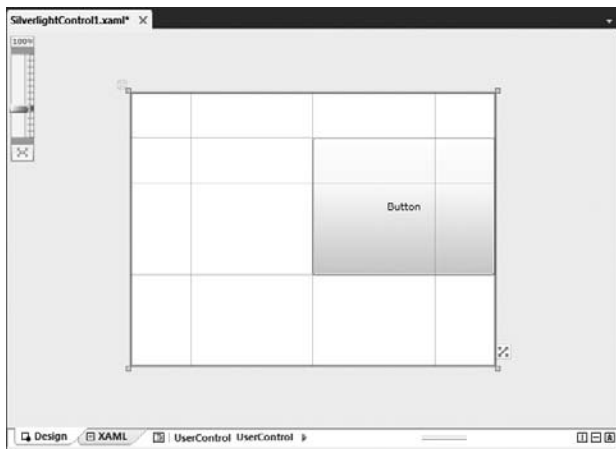 SilverlightControl1.xaml*
100%
Button
Design
XAML
UserControl UserControl